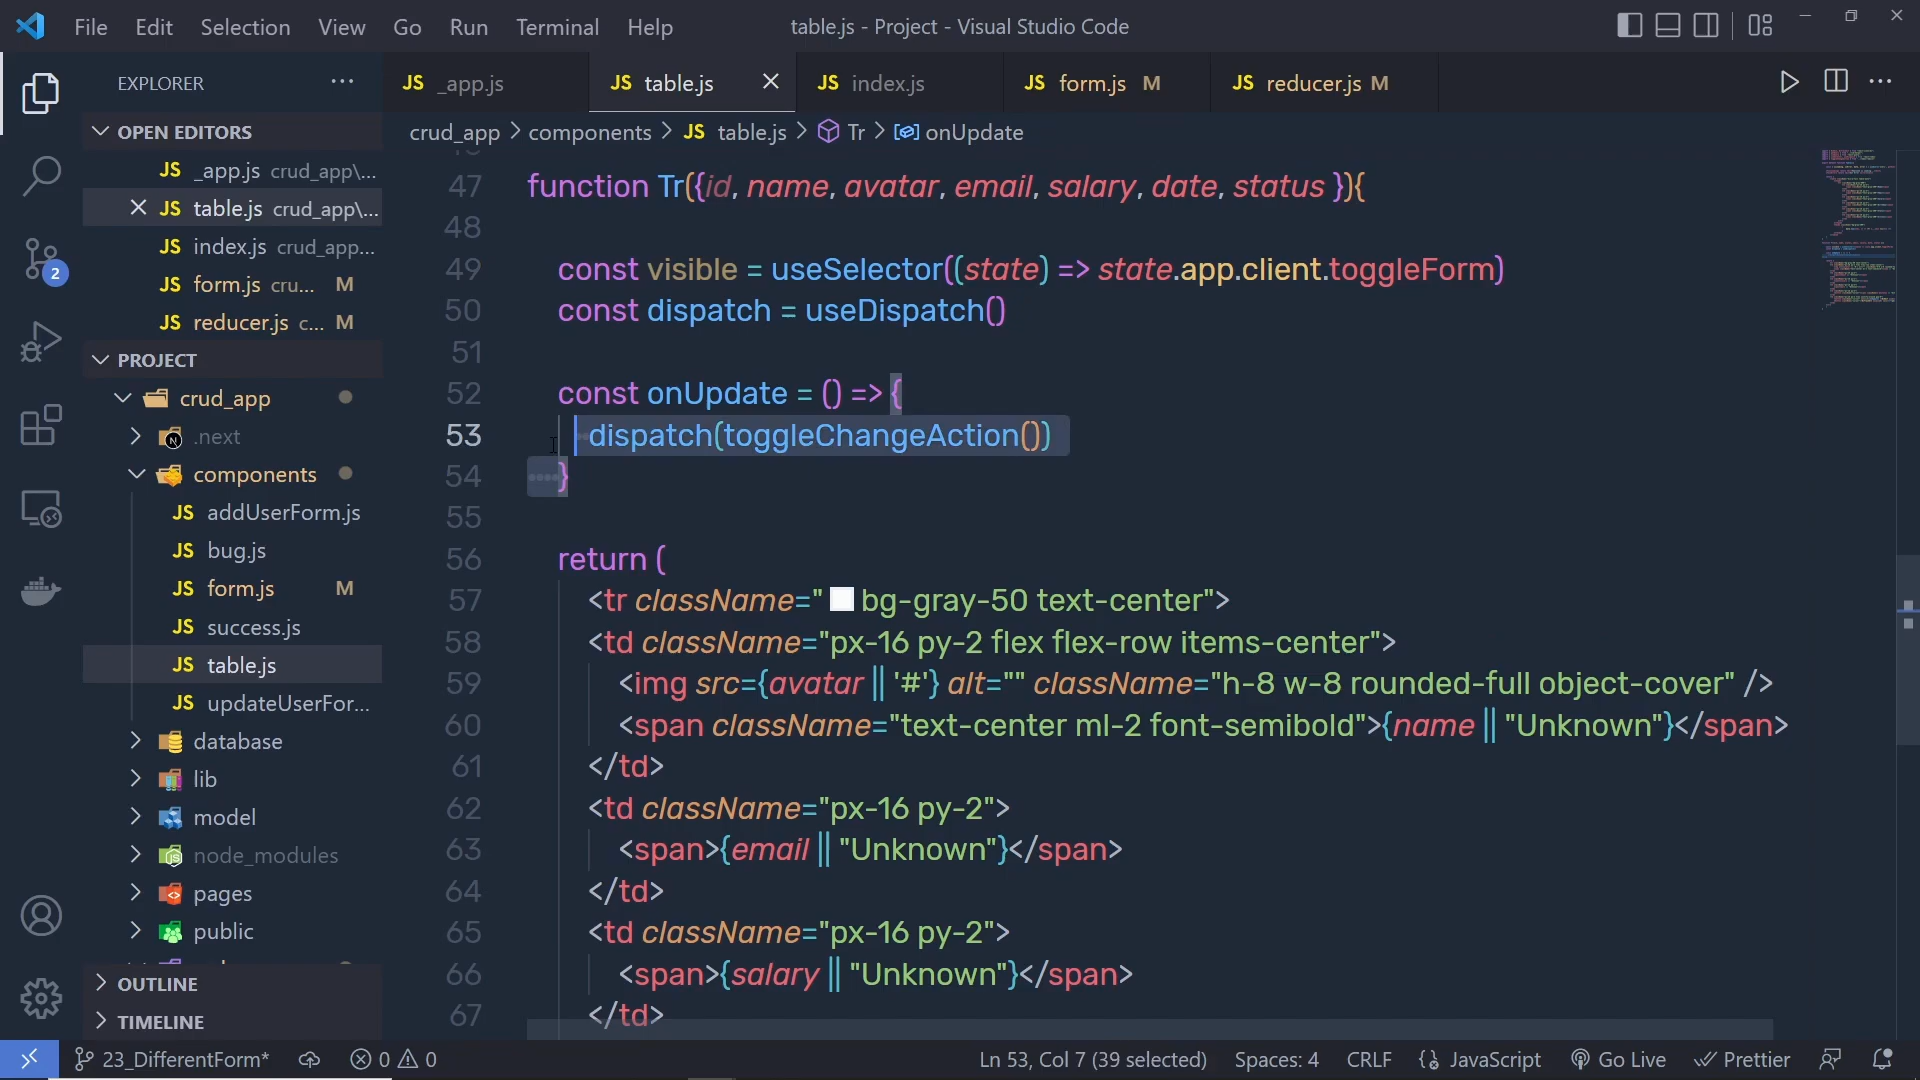 File Edit Selection View Go Run Terminal Help
table.js - Project - Visual Studio Code
EXPLORER
OPEN EDITORS
JS _app.js crud_app\...
JS table.js crud_app\...
JS index.js crud_app...
JS form.js cru... M
JS reducer.js c... M
PROJECT
crud_app
.next
components
JS addUserForm.js
JS bug.js
JS form.js M
JS success.js
JS table.js
JS updateUserFor...
database
lib
model
node_modules
pages
public
OUTLINE
TIMELINE
2
JS _app.js JS table.js JS index.js JS form.js M JS reducer.js M
crud_app > components > JS table.js > Tr > onUpdate
47 function Tr({id, name, avatar, email, salary, date, status }){
48
49 const visible = useSelector((state) => state.app.client.toggleForm)
50 const dispatch = useDispatch()
51
52 const onUpdate = () => {
53 dispatch(toggleChangeAction())
54 }
55
56 return (
57 <tr className="bg-gray-50 text-center">
58 <td className="px-16 py-2 flex flex-row items-center">
59 <img src={avatar || '#'} alt="" className="h-8 w-8 rounded-full object-cover" />
60 <span className="text-center ml-2 font-semibold">{name || "Unknown"}</span>
61 </td>
62 <td className="px-16 py-2">
63 <span>{email || "Unknown"}</span>
64 </td>
65 <td className="px-16 py-2">
66 <span>{salary || "Unknown"}</span>
67 </td>
23_DifferentForm* 0 0 Ln 53, Col 7 (39 selected) Spaces: 4 CRLF JavaScript Go Live Prettier